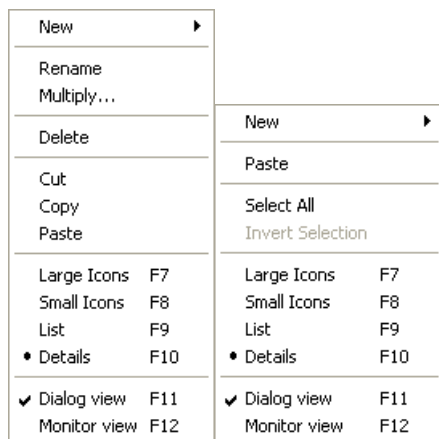 New
Rename
Multiply...
Delete
Cut
Copy
Paste
Large Icons F7
Small Icons F8
List F9
Details F10
Dialog view F11
Monitor view F12
New
Paste
Select All
Invert Selection
Large Icons F7
Small Icons F8
List F9
Details F10
Dialog view F11
Monitor view F12